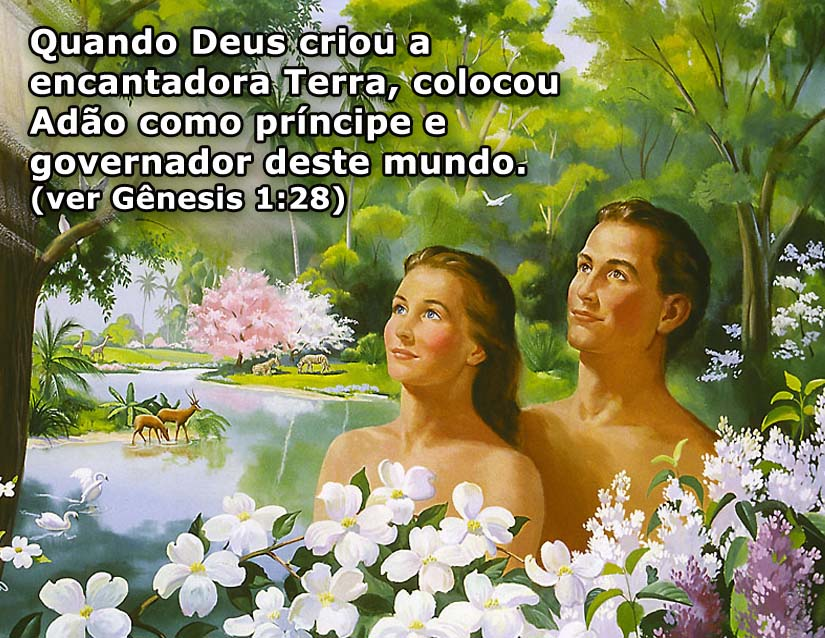 Quando Deus criou a
encantadora Terra, colocou
Adão como príncipe e
governador deste mundo.
(ver Gênesis 1:28)